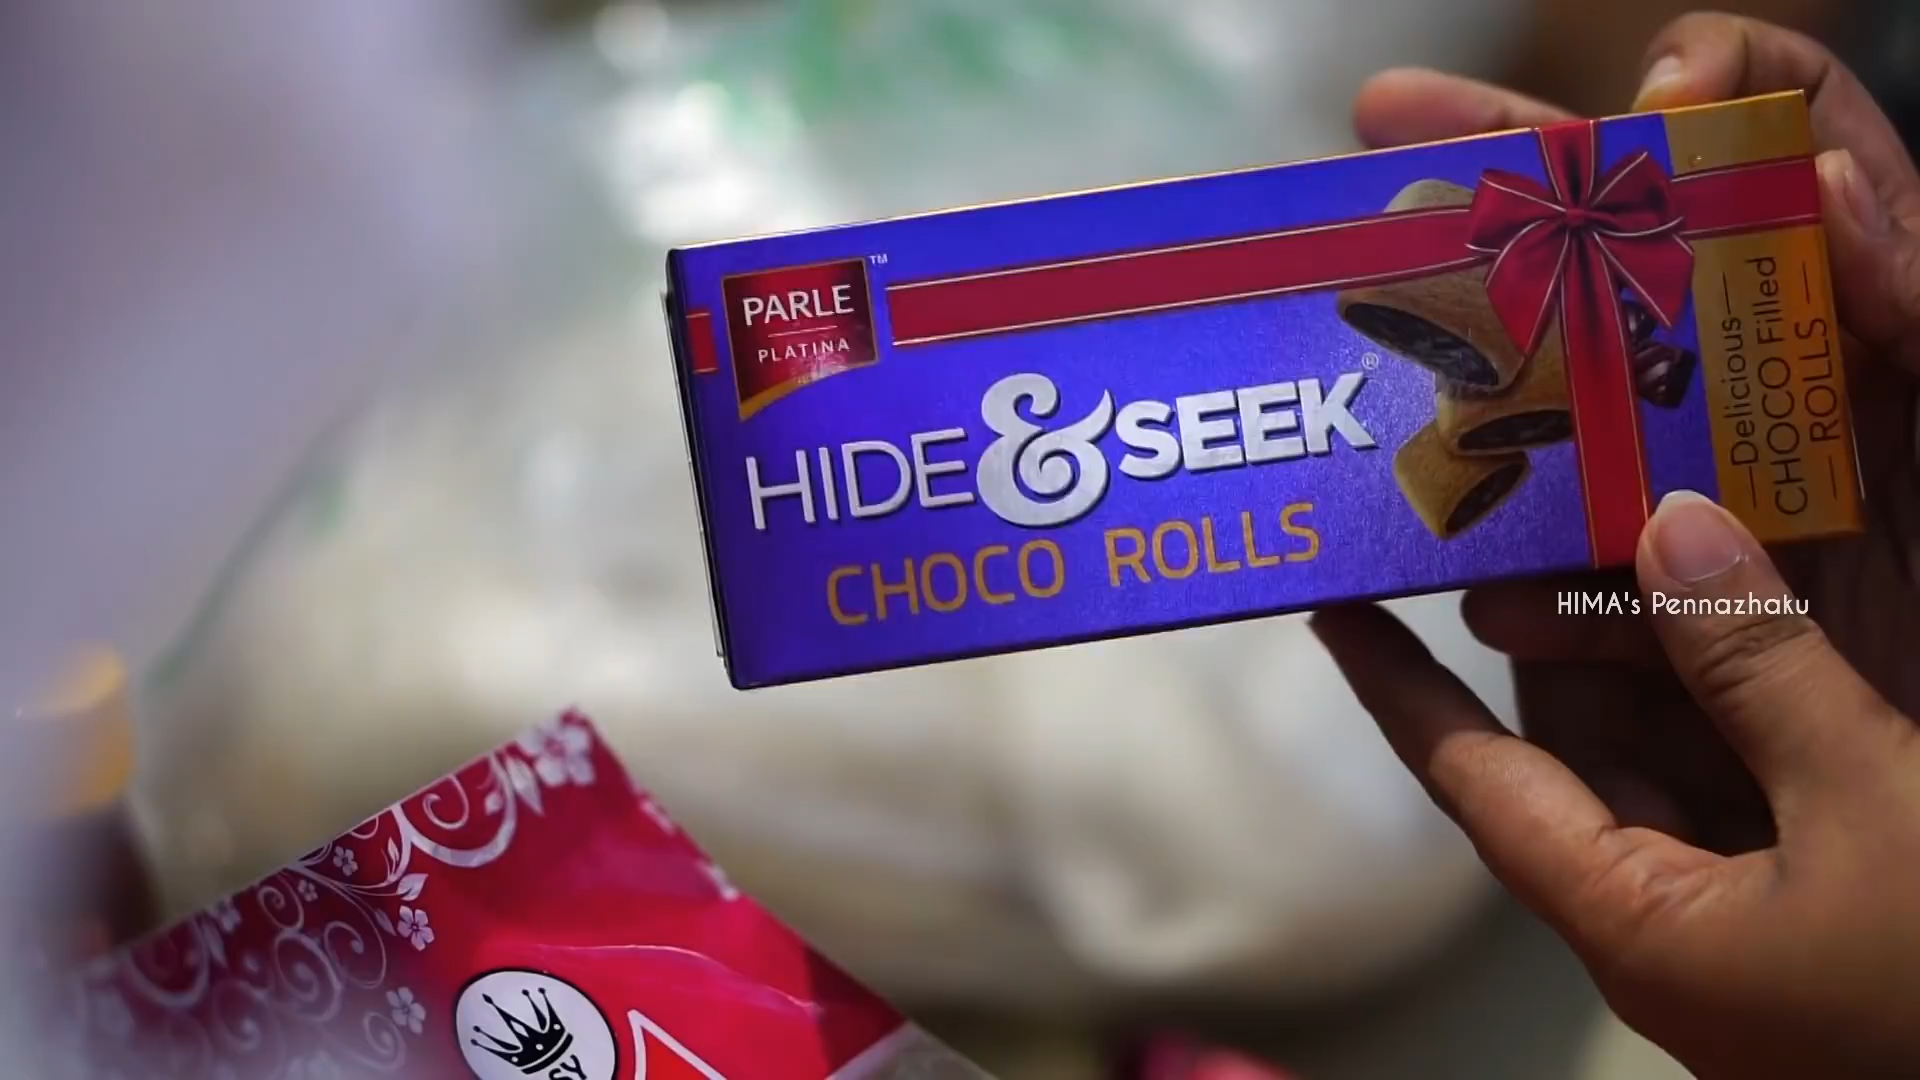 PARLE
PLATINA
™
HIDE & SEEK®
CHOCO ROLLS
Delicious
CHOCO Filled
ROLLS
HIMA's Pennazhaku